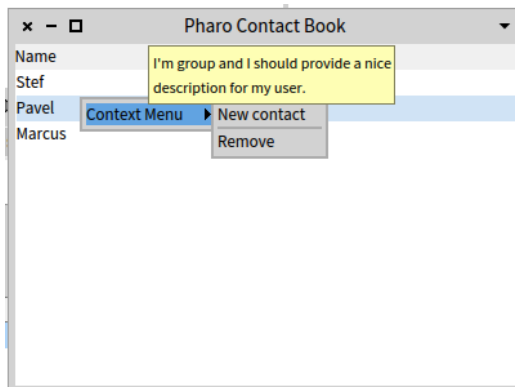 Pharo Contact Book
Name
I'm group and I should provide a nice
description for my user.
Stef
Pavel
Context Menu
New contact
Remove
Marcus